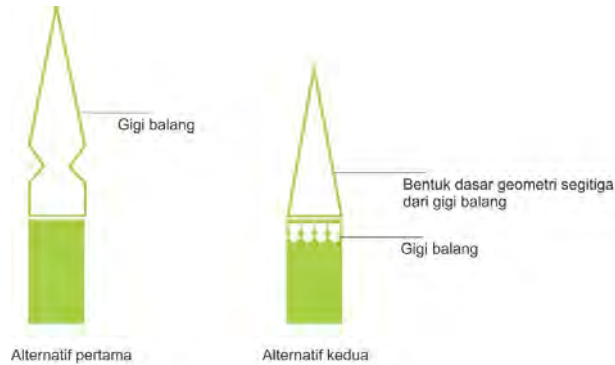 Gigi balang
Bentuk dasar geometri segitiga
dari gigi balang
Gigi balang
Alternatif pertama
Alternatif kedua